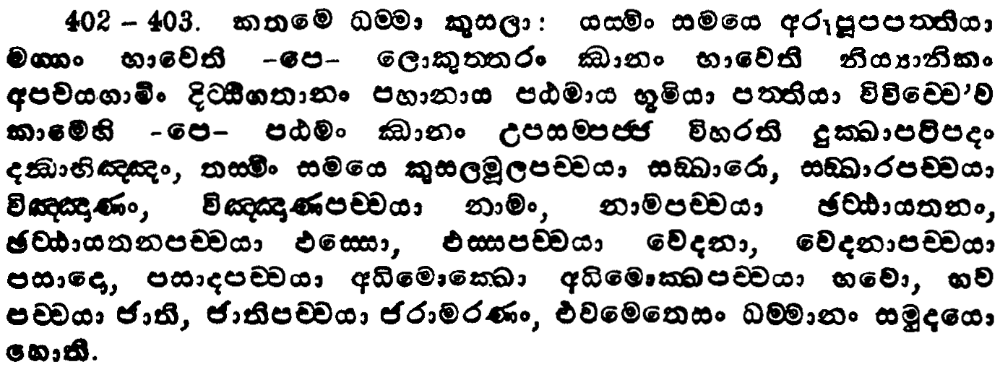 402 – 403. කතමෙ ධම්මා කුසලා: යස්මිං සමයෙ අරූපූපපත්තියා
මග්ගං භාවෙති -පෙ- ලොකුත්තරං ඣානං භාවෙති නිය්‍යානිකං
අපචයගාමිං දිට්ඨිගතානං පහානාය පඨමාය භූමියා පත්තියා විවිච්චෙ’ව
කාමෙහි -පෙ- පඨමං ඣානං උපසම්පජ්ජ විහරති දුක්ඛාපටිපදං
දන්‍ධාභිඤ්ඤං, තස්මිං සමයෙ කුසලමූලපච්චයා සඞ්ඛාරො, සඞ්ඛාරපච්චයා
විඤ්ඤාණං, විඤ්ඤාණපච්චයා නාමං, නාමපච්චයා ඡට්ඨායතනං,
ඡට්ඨායතනපච්චයා ඵස්සො, ඵස්සපච්චයා වෙදනා, වෙදනාපච්චයා
පසාදො, පසාදපච්චයා අධිමොක්ඛො අධිමොක්ඛපච්චයා භවො, භව
පච්චයා ජාති, ජාතිපච්චයා ජරාමරණං, එවමෙතෙසං ධම්මානං සමුදයො
හොති.